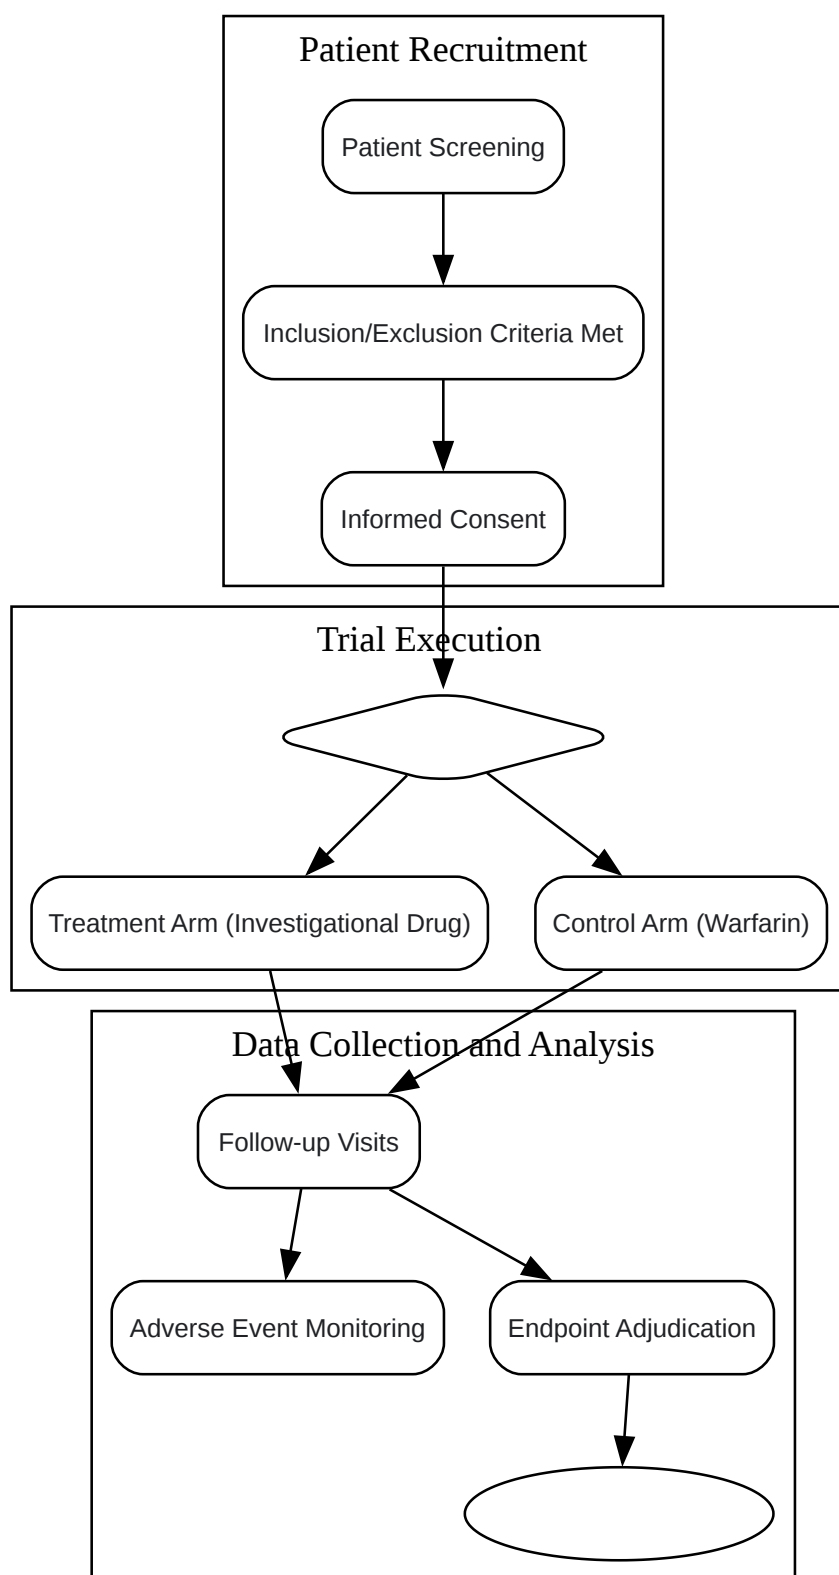 Patient Recruitment
Patient Screening
Inclusion/Exclusion Criteria Met
Informed Consent
Trial Execution
Treatment Arm (Investigational Drug)
Control Arm (Warfarin)
Data Collection and Analysis
Follow-up Visits
Adverse Event Monitoring
Endpoint Adjudication